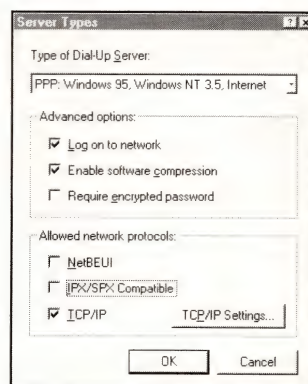 Server Types
Type of Dial-Up Server:
PPP: Windows 95, Windows NT 3.5, Internet
Advanced options:
Log on to network
Enable software compression
Require encrypted password
Allowed network protocols:
NetBEUI
IPX/SPX Compatible
TCP/IP
TCP/IP Settings...
OK
Cancel